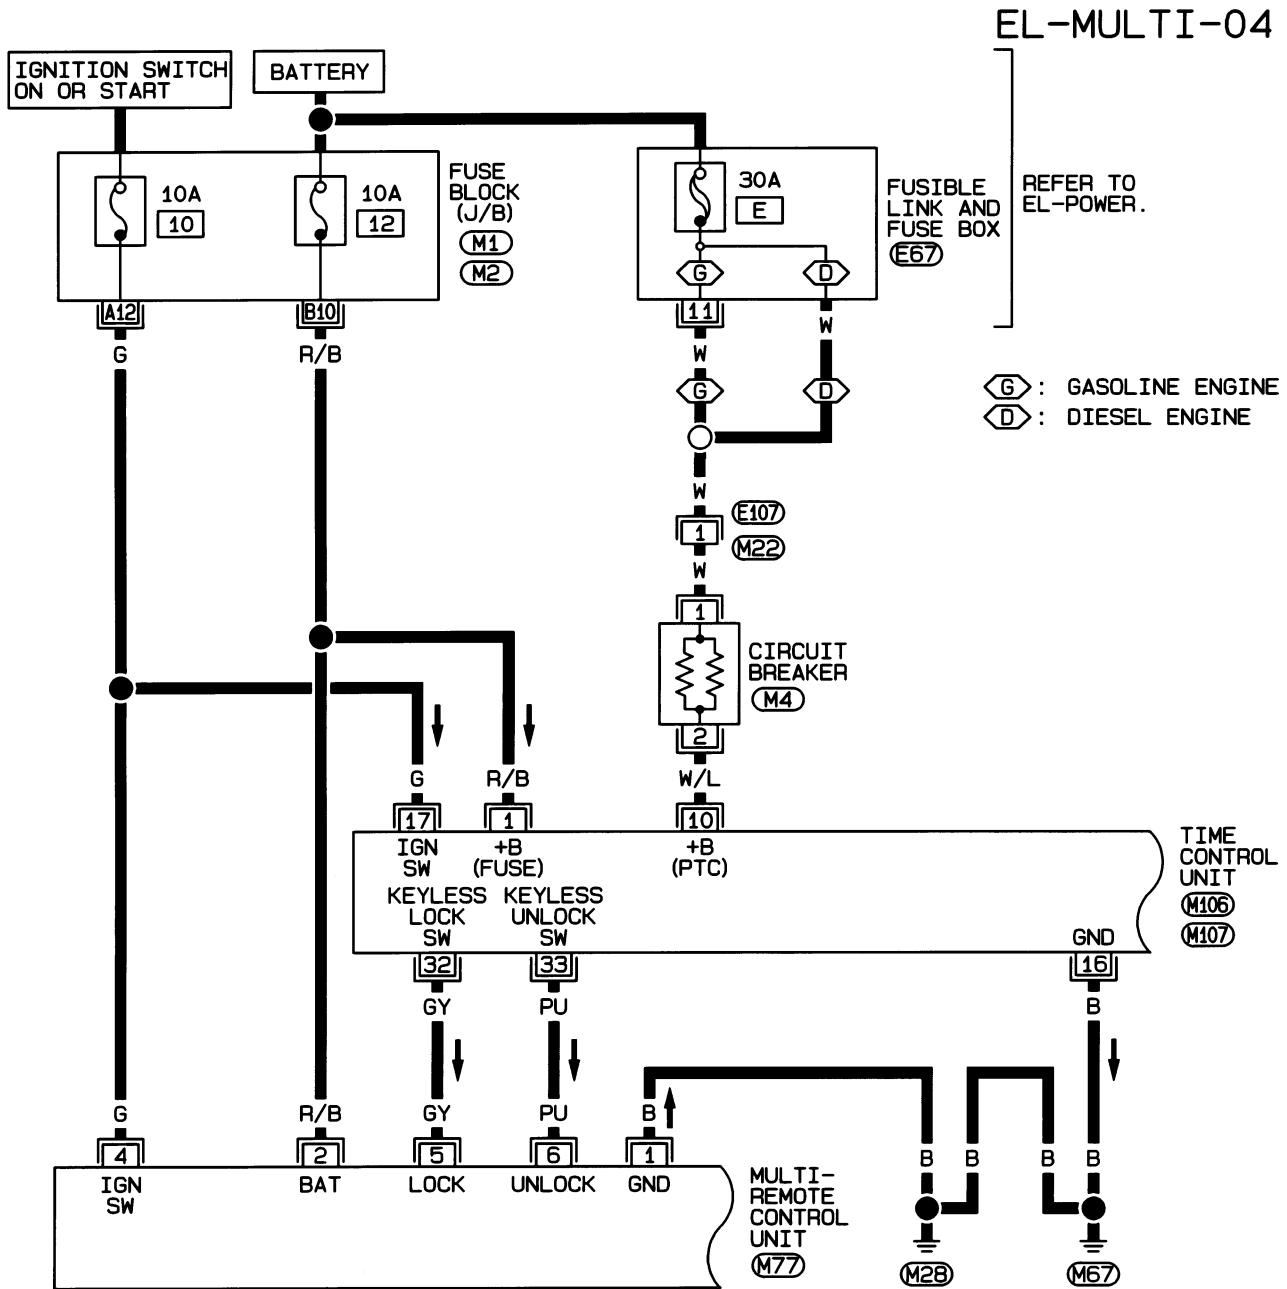 EL-MULTI-04
IGNITION SWITCH
ON OR START
BATTERY
10A
10
10A
12
FUSE
BLOCK
(J/B)
M1
M2
30A
E
FUSIBLE
LINK AND
FUSE BOX
E67
REFER TO
EL-POWER.
G
D
A12
B10
11
G
R/B
W
W
G
D
G : GASOLINE ENGINE
D : DIESEL ENGINE
W
1
E107
M22
W
1
CIRCUIT
BREAKER
M4
2
G
R/B
W/L
17
1
10
IGN
SW
+B
(FUSE)
+B
(PTC)
TIME
CONTROL
UNIT
M106
M107
KEYLESS
LOCK
SW
KEYLESS
UNLOCK
SW
GND
32
33
16
GY
PU
B
G
R/B
GY
PU
B
4
2
5
6
1
IGN
SW
BAT
LOCK
UNLOCK
GND
MULTI-
REMOTE
CONTROL
UNIT
M77
B
B
B
B
M28
M67